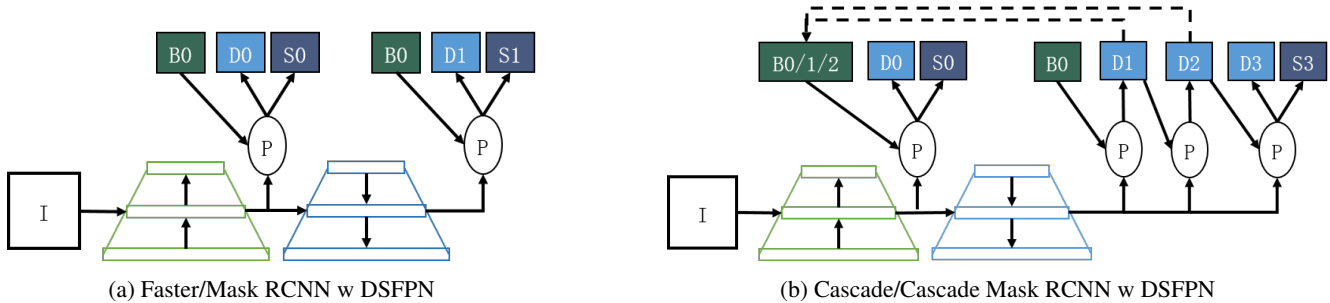 B0 D0 S0 B0 D1 S1
P P
I
(a) Faster/Mask RCNN w DSFPN
B0/1/2 D0 S0 B0 D1 D2 D3 S3
P P P P
I
(b) Cascade/Cascade Mask RCNN w DSFPN